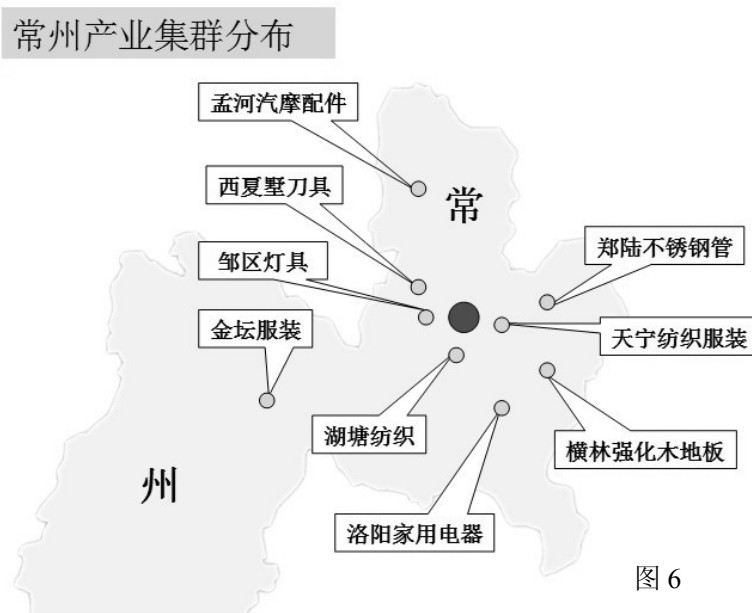 常州产业集群分布
孟河汽摩配件
西夏墅刀具
常
郑陆不锈钢管
邹区灯具
金坛服装
天宁纺织服装
湖塘纺织
横林强化木地板
州
洛阳家用电器
图 6